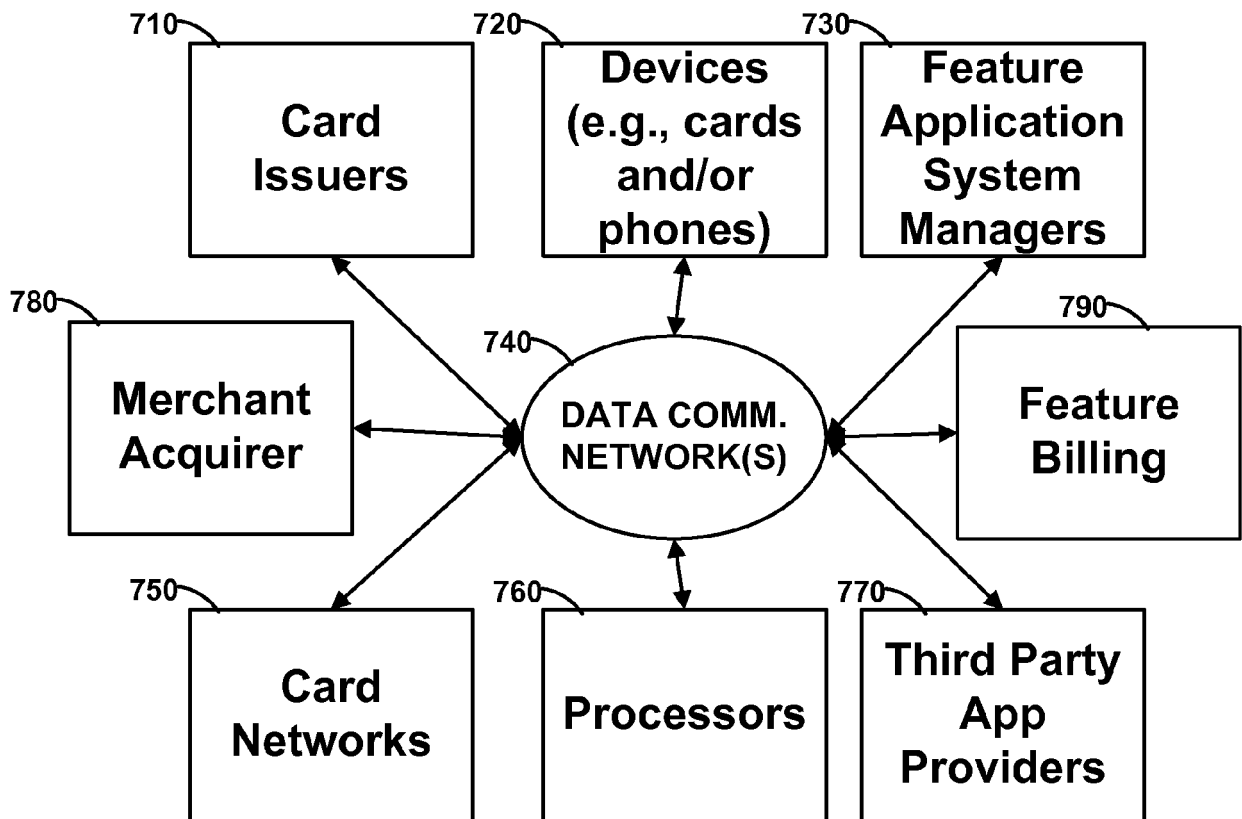 710
Card
Issuers
720
Devices
(e.g., cards
and/or
phones)
730
Feature
Application
System
Managers
780
Merchant
Acquirer
740
DATA COMM.
NETWORK(S)
790
Feature
Billing
750
Card
Networks
760
Processors
770
Third Party
App
Providers